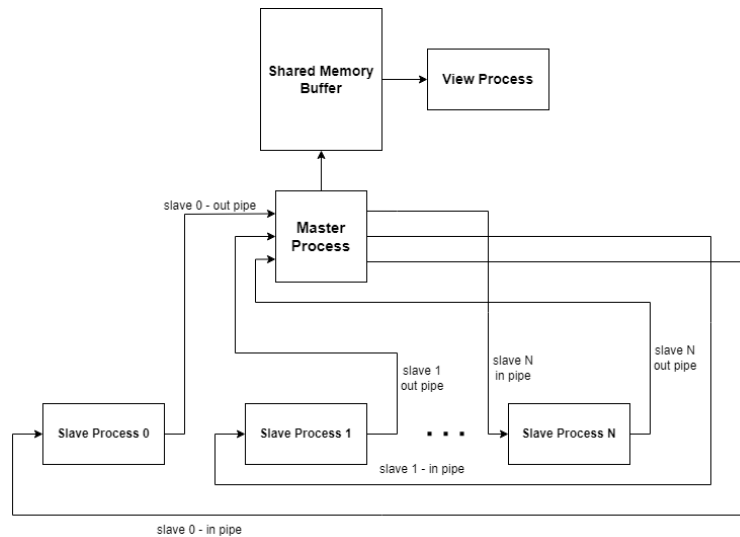 Shared Memory
Buffer
View Process
slave 0 - out pipe
Master
Process
slave 1
out pipe
slave N
in pipe
slave N
out pipe
Slave Process 0
Slave Process 1
. . .
Slave Process N
slave 1 - in pipe
slave 0 - in pipe